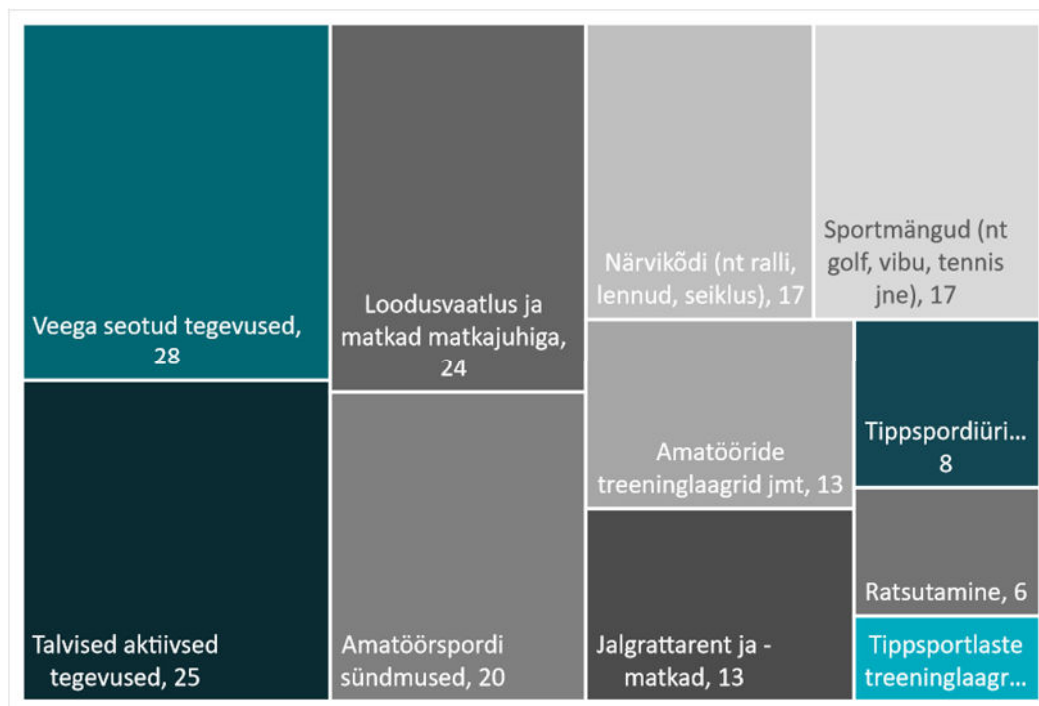 Veega seotud tegevused,
28
Talvised aktiivsed
tegevused, 25
Loodusvaatlus ja
matkad matkajuhiga,
24
Amatöörspordi
sündmused, 20
Närvikõdi (nt ralli,
lennud, seiklus), 17
Sportmängud (nt
golf, vibu, tennis
jne), 17
Amatööride
treeninglaagrid jmt, 13
Jalgrattarent ja -
matkad, 13
Tippspordiüri...
8
Ratsutamine, 6
Tippsportlaste
treeninglaagr...